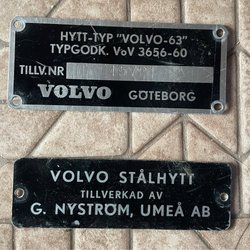 HYTT-TYP "VOLVO-63"
TYPGODK. VoV 3656-60
TILLV.NR
VOLVO GÖTEBORG
VOLVO STÅLHYTT
TILLVERKAD AV
G. NYSTRÖM, UMEÅ AB